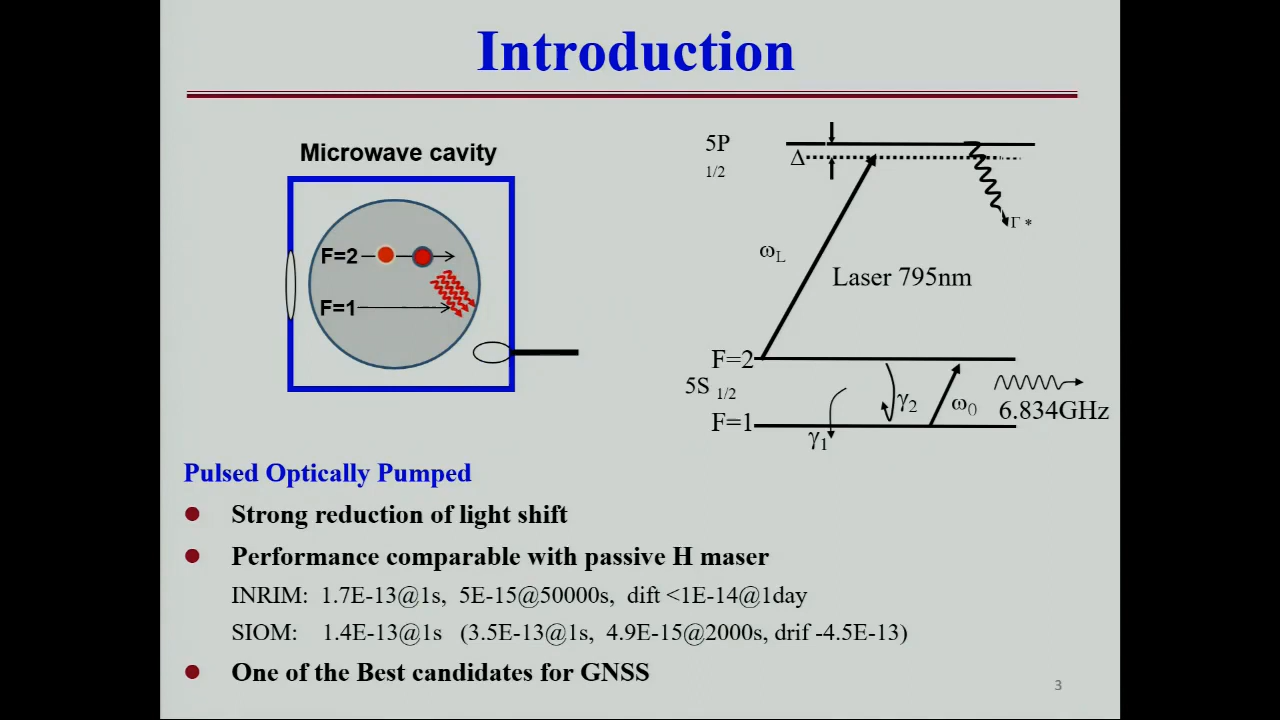 Introduction
Microwave cavity
F=2
F=1
5P
1/2
Δ
Γ *
ωL
Laser 795nm
F=2
5S 1/2
γ2
ω0
6.834GHz
F=1
γ1
Pulsed Optically Pumped
Strong reduction of light shift
Performance comparable with passive H maser
INRIM: 1.7E-13@1s, 5E-15@50000s, dift <1E-14@1day
SIOM: 1.4E-13@1s (3.5E-13@1s, 4.9E-15@2000s, drif -4.5E-13)
One of the Best candidates for GNSS
3